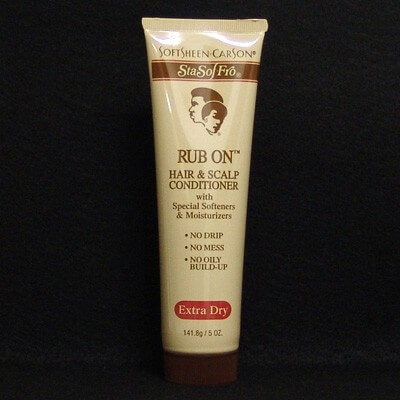 SOFTSHEEN·CARSON®
StaSofFro®
RUB ON™
HAIR & SCALP
CONDITIONER
with
Special Softeners
& Moisturizers
• NO DRIP
• NO MESS
• NO OILY
BUILD-UP
Extra Dry
141.8g / 5 OZ.